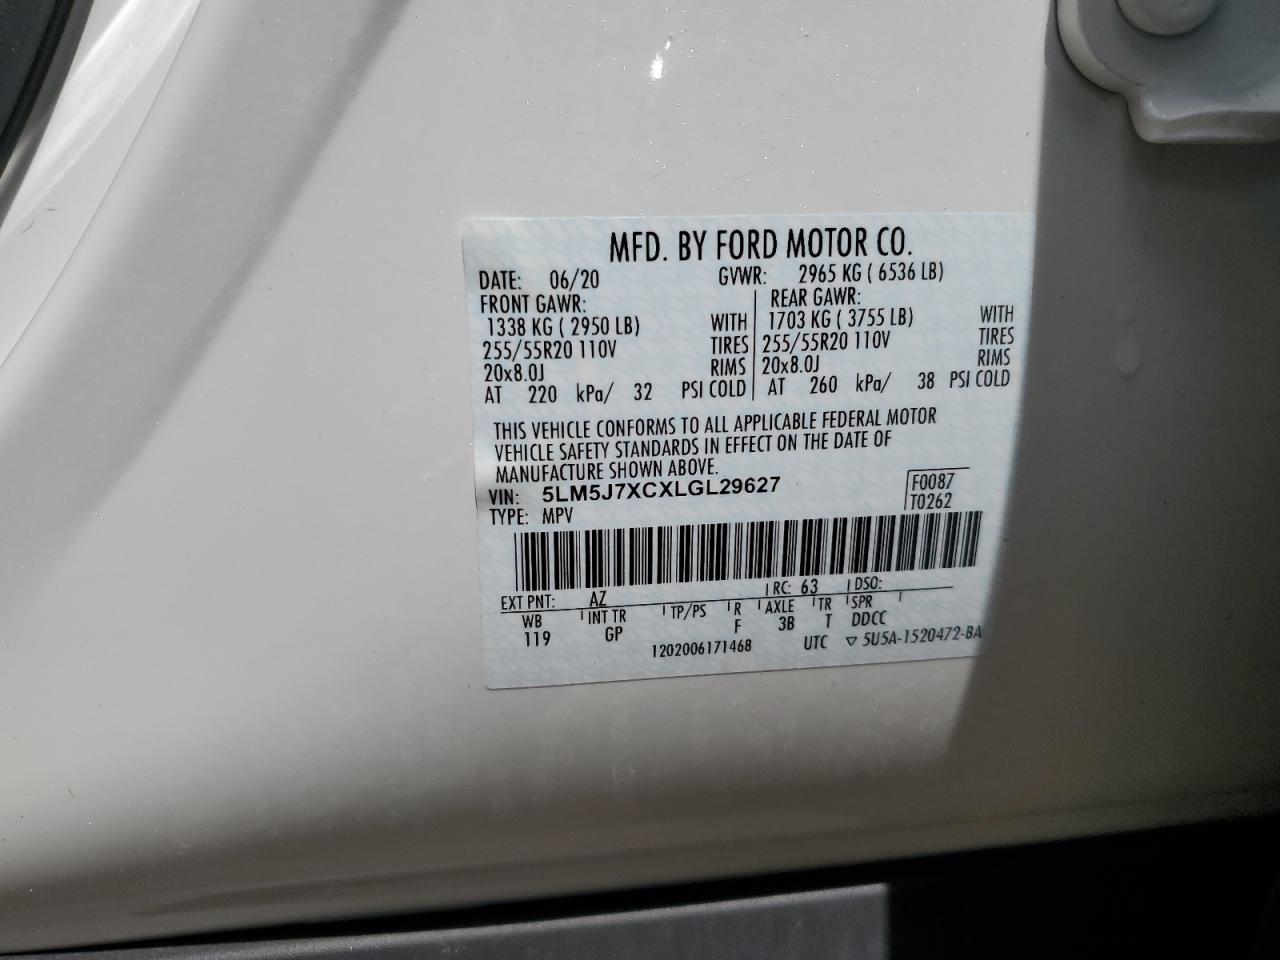 MFD. BY FORD MOTOR CO.
DATE: 06/20 GVWR: 2965 KG ( 6536 LB)
FRONT GAWR: REAR GAWR:
1338 KG ( 2950 LB) WITH 1703 KG ( 3755 LB) WITH
255/55R20 110V TIRES 255/55R20 110V TIRES
20x8.0J RIMS 20x8.0J RIMS
AT 220 kPa/ 32 PSI COLD AT 260 kPa/ 38 PSI COLD
THIS VEHICLE CONFORMS TO ALL APPLICABLE FEDERAL MOTOR
VEHICLE SAFETY STANDARDS IN EFFECT ON THE DATE OF
MANUFACTURE SHOWN ABOVE.
VIN: 5LM5J7XCXLGL29627 F0087
TYPE: MPV T0262
EXT PNT: AZ RC: 63 DSO:
WB INT TR TP/PS R AXLE TR SPR
119 GP F 3B T DDCC
1202006171468 UTC ▽ 5U5A-1520472-BA